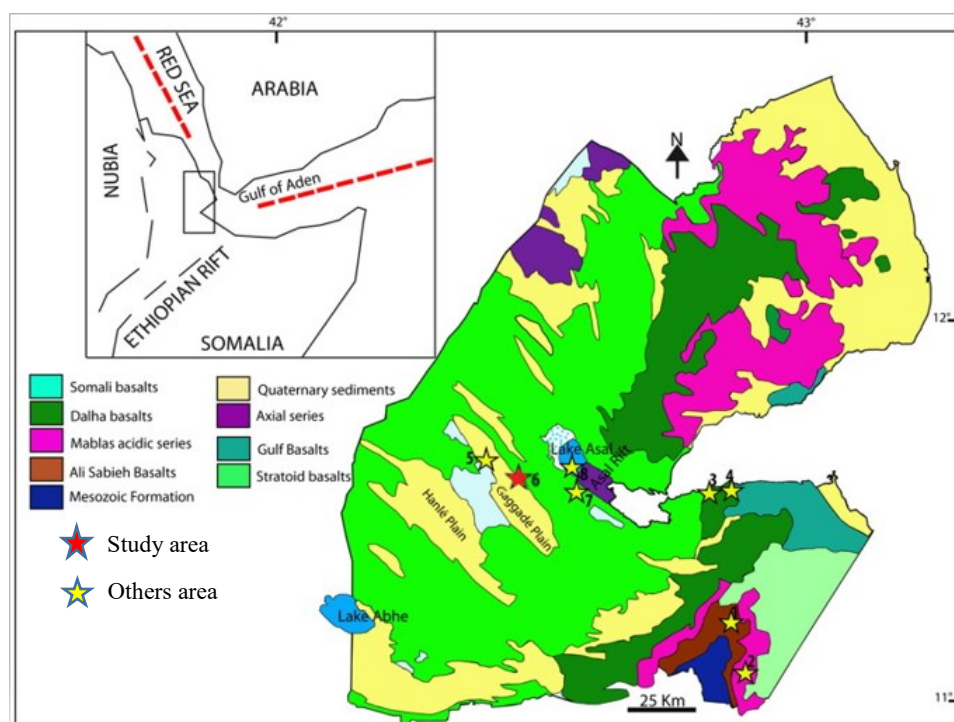 42°
43°
RED SEA
ARABIA
NUBIA
Gulf of Aden
ETHIOPIAN RIFT
SOMALIA
N
12°
Somali basalts
Dalha basalts
Mablas acidic series
Ali Sabieh Basalts
Mesozoic Formation
Quaternary sediments
Axial series
Gulf Basalts
Stratoid basalts
Study area
Others area
Lake Asal
Asal Rift
5
6
8
7
3
4
Hanlé Plain
Gaggadé Plain
Lake Abhe
1
2
25 Km
11°